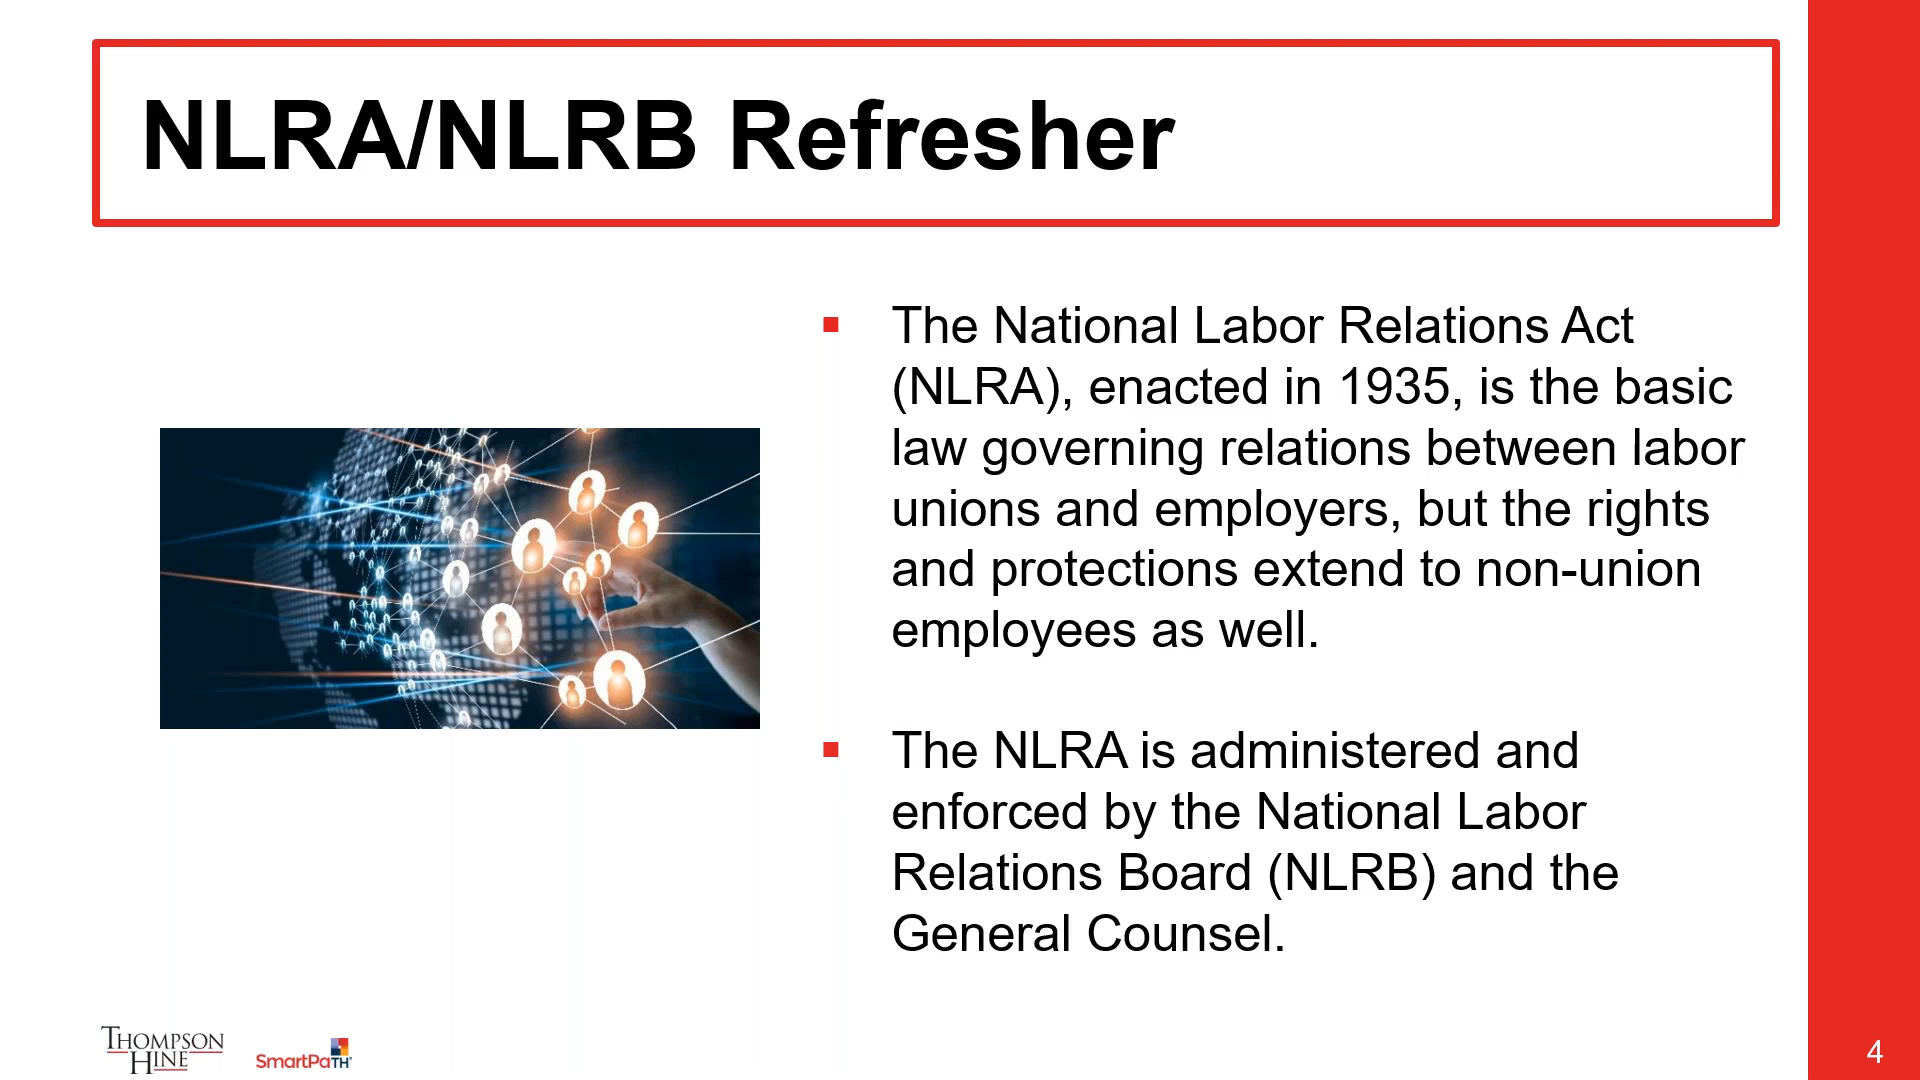 NLRA/NLRB Refresher
▪ The National Labor Relations Act
(NLRA), enacted in 1935, is the basic
law governing relations between labor
unions and employers, but the rights
and protections extend to non-union
employees as well.
▪ The NLRA is administered and
enforced by the National Labor
Relations Board (NLRB) and the
General Counsel.
THOMPSON
HINE
SmartPaTH
4